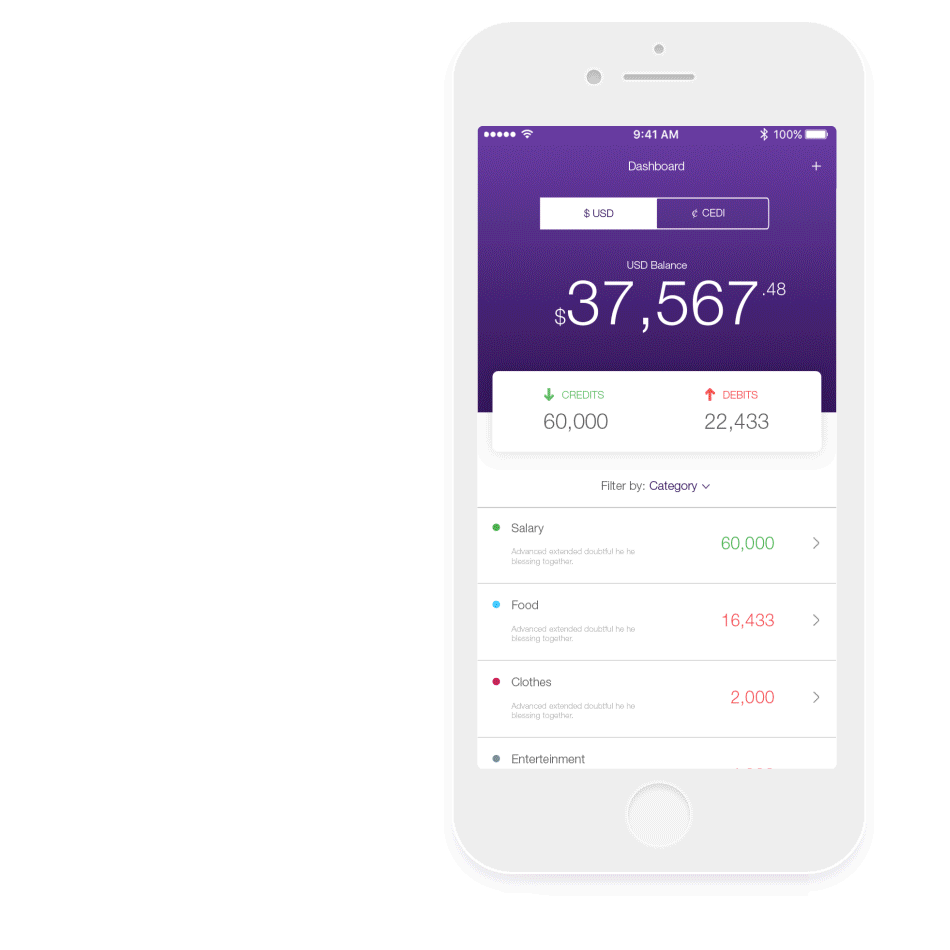 9:41 AM
100%
Dashboard
+
$ USD
¢ CEDI
USD Balance
$37,567.48
CREDITS
DEBITS
60,000
22,433
Filter by: Category
Salary
60,000
Advanced extended doubtful he he
blessing together.
Food
16,433
Advanced extended doubtful he he
blessing together.
Clothes
2,000
Advanced extended doubtful he he
blessing together.
Enterteinment